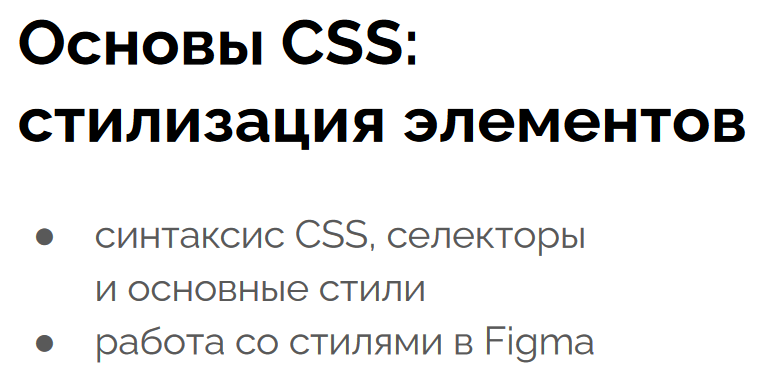 Основы CSS:
стилизация элементов
● синтаксис CSS, селекторы
и основные стили
● работа со стилями в Figma